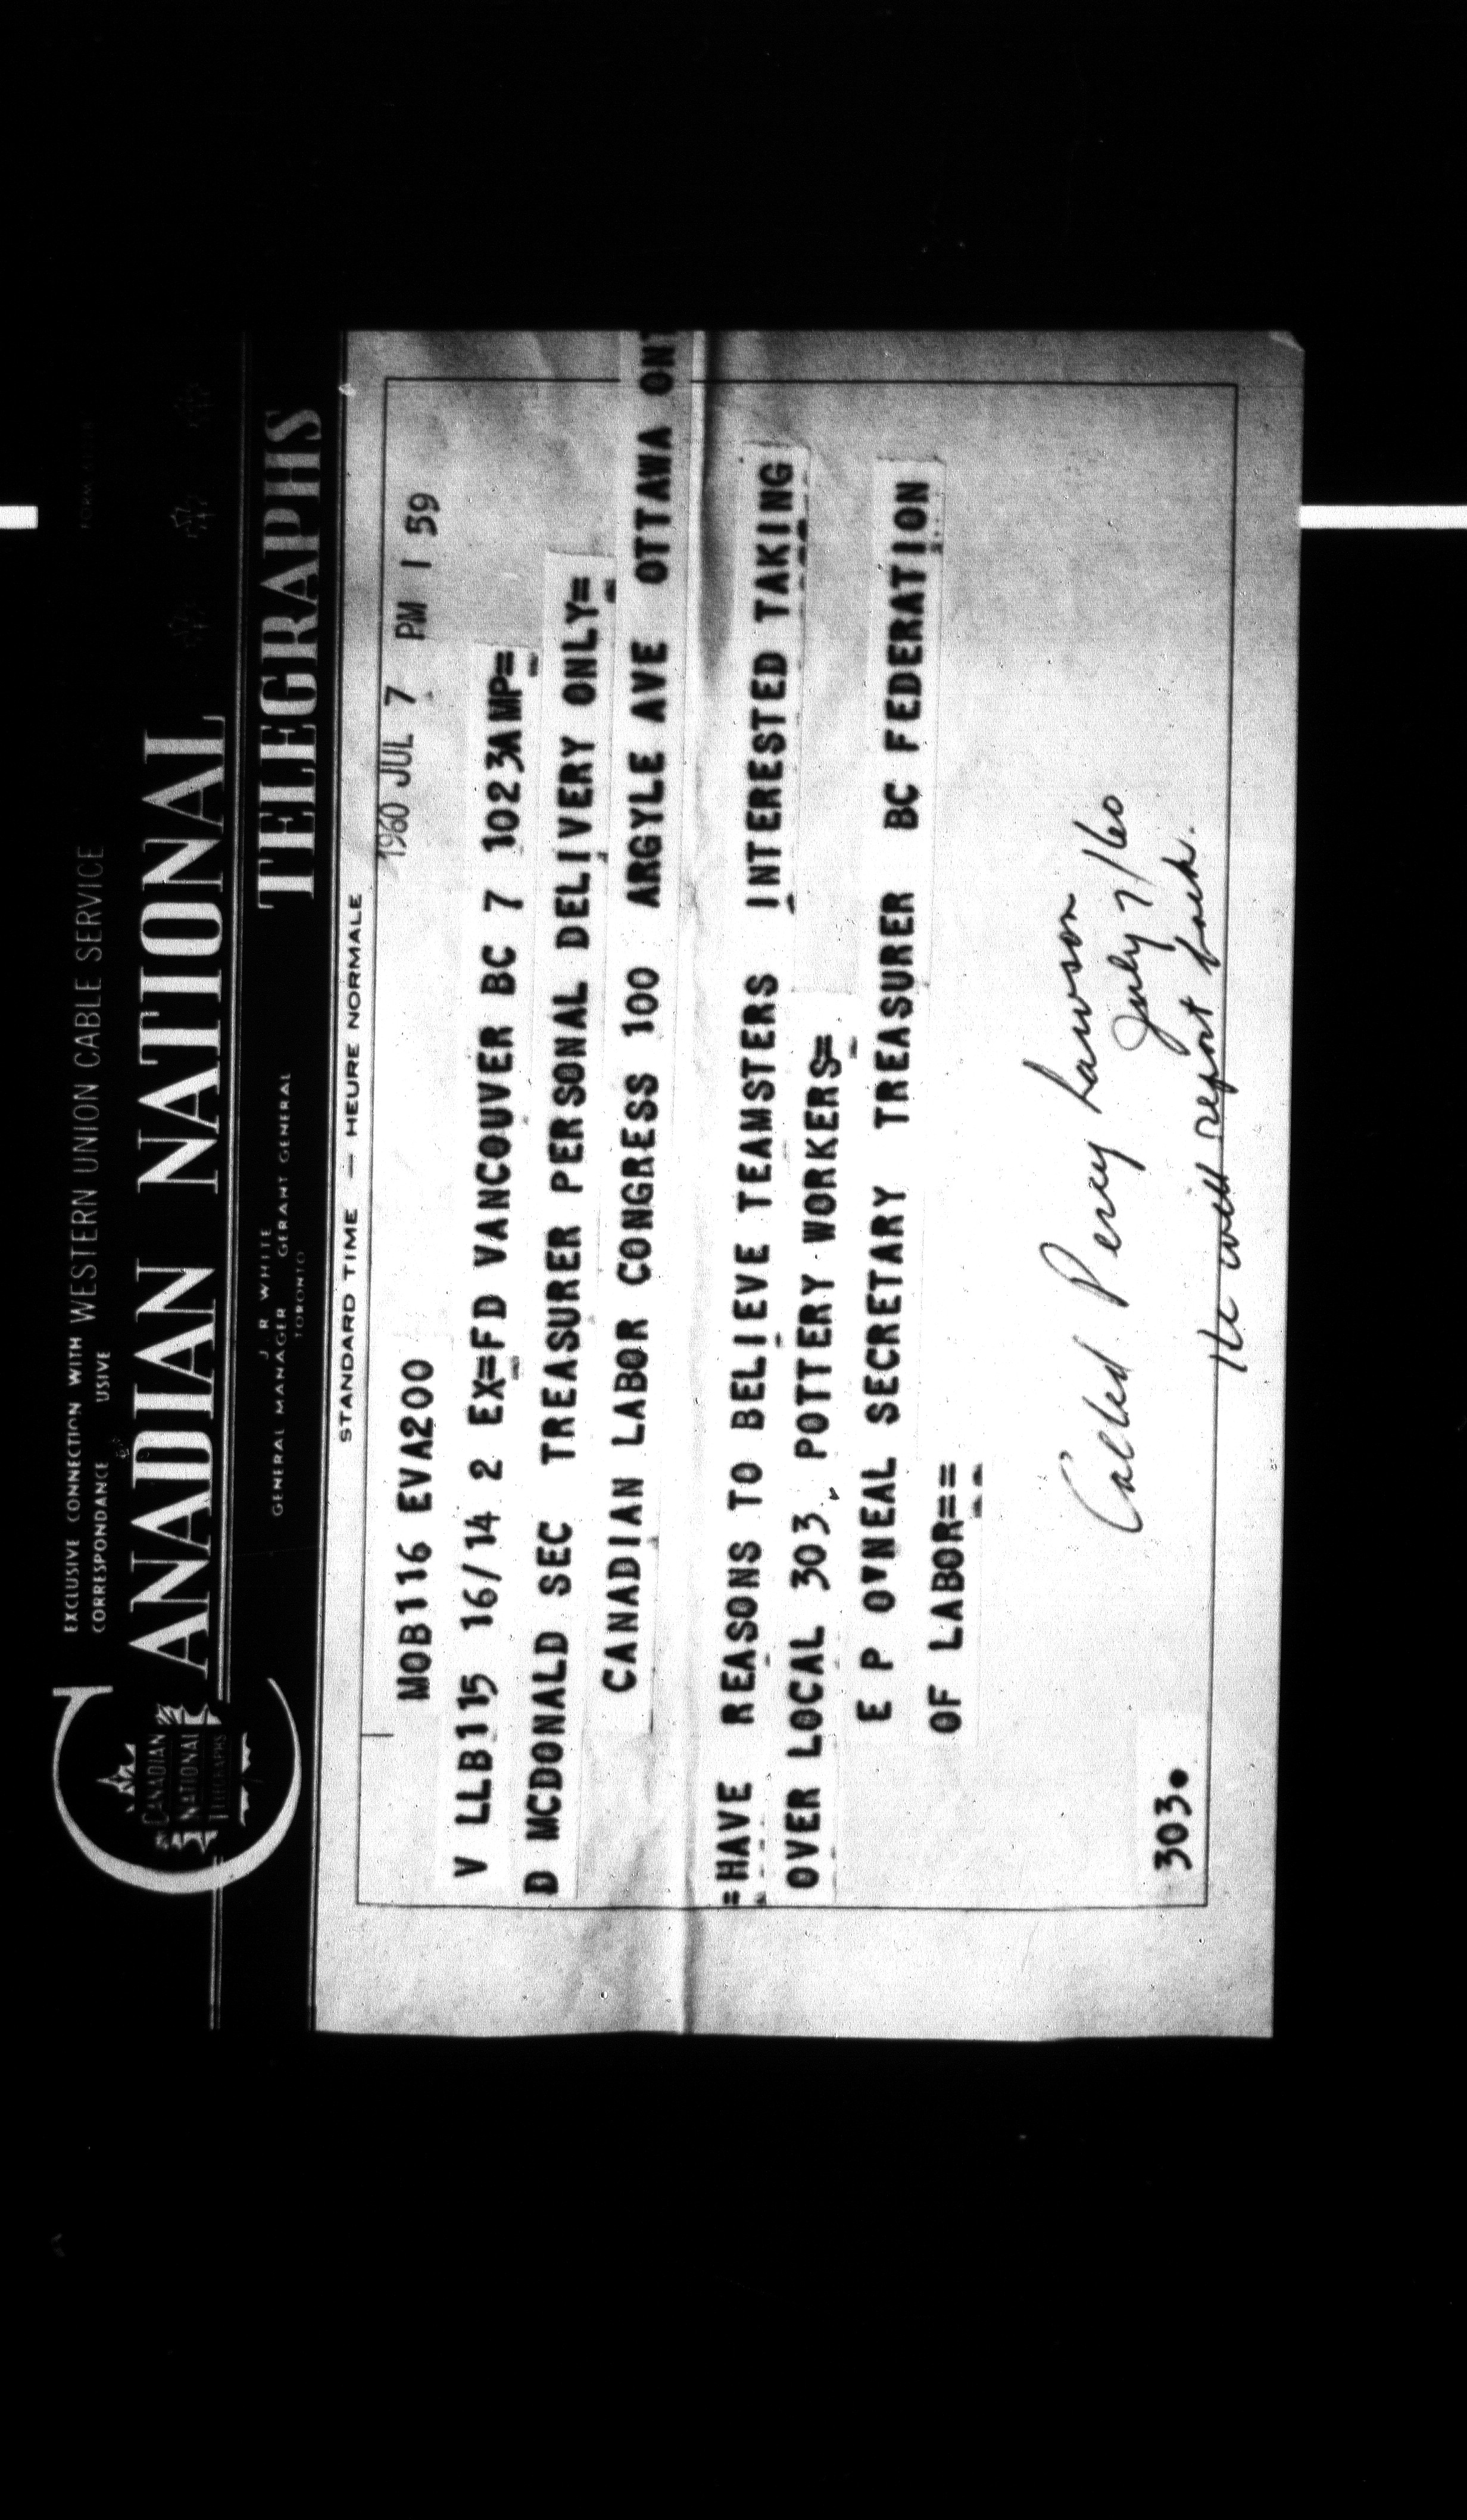 EXCLUSIVE CONNECTION WITH WESTERN UNION CABLE SERVICE
CORRESPONDANCE USIVE
CANADIAN NATIONAL
TELEGRAPHS
CANADIAN
NATIONAL
TELEGRAPHS
J. R. WHITE
GENERAL MANAGER GERANT GENERAL
TORONTO
STANDARD TIME — HEURE NORMALE
1960 JUL 7 PM 1 59
MOB116 EVA200
V LLB115 16/14 2 EX=FD VANCOUVER BC 7 1023AMP=
D MCDONALD SEC TREASURER PERSONAL DELIVERY ONLY=
CANADIAN LABOR CONGRESS 100 ARGYLE AVE OTTAWA ONT
=HAVE REASONS TO BELIEVE TEAMSTERS INTERESTED TAKING
OVER LOCAL 303 POTTERY WORKERS=
E P O'NEAL SECRETARY TREASURER BC FEDERATION
OF LABOR==
Called Percy Lawson
July 7/60
He will report back.
303.